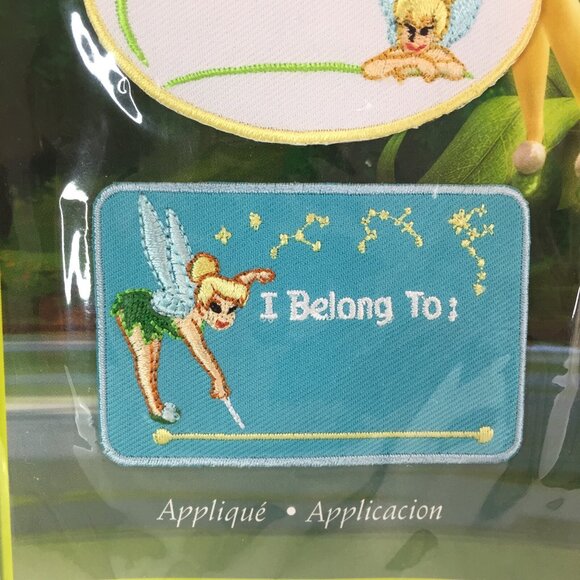 I Belong To:
Appliqué • Applicacion